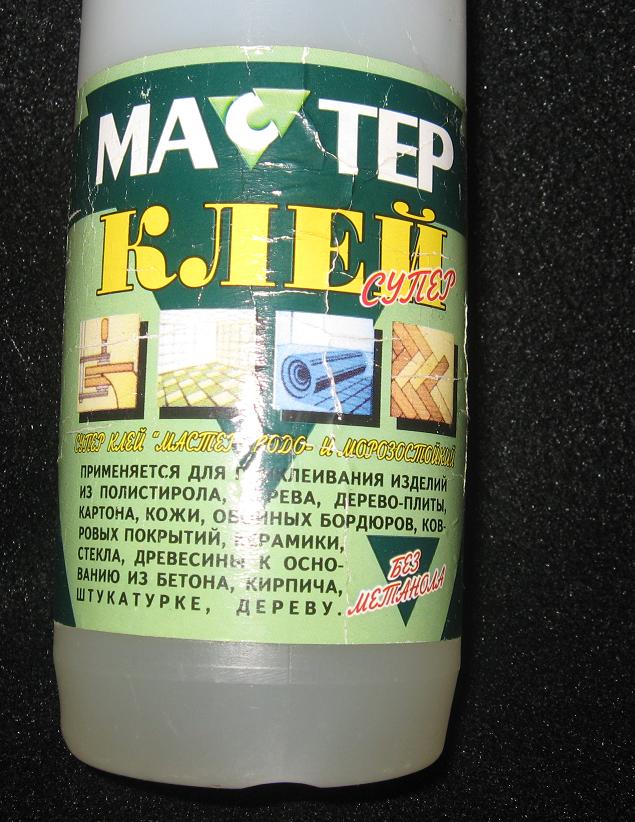 МАСТЕР
КЛЕЙ
СУПЕР
СУПЕР КЛЕЙ "МАСТЕР" ВОДО- И МОРОЗОСТОЙКИЙ
ПРИМЕНЯЕТСЯ ДЛЯ ПРИКЛЕИВАНИЯ ИЗДЕЛИЙ
ИЗ ПОЛИСТИРОЛА, ДЕРЕВА, ДЕРЕВО-ПЛИТЫ,
КАРТОНА, КОЖИ, ОБОЙНЫХ БОРДЮРОВ, КОВ-
РОВЫХ ПОКРЫТИЙ, КЕРАМИКИ,
СТЕКЛА, ДРЕВЕСИНЫ К ОСНО-
ВАНИЮ ИЗ БЕТОНА, КИРПИЧА,
ШТУКАТУРКЕ, ДЕРЕВУ.
БЕЗ
МЕТАНОЛА